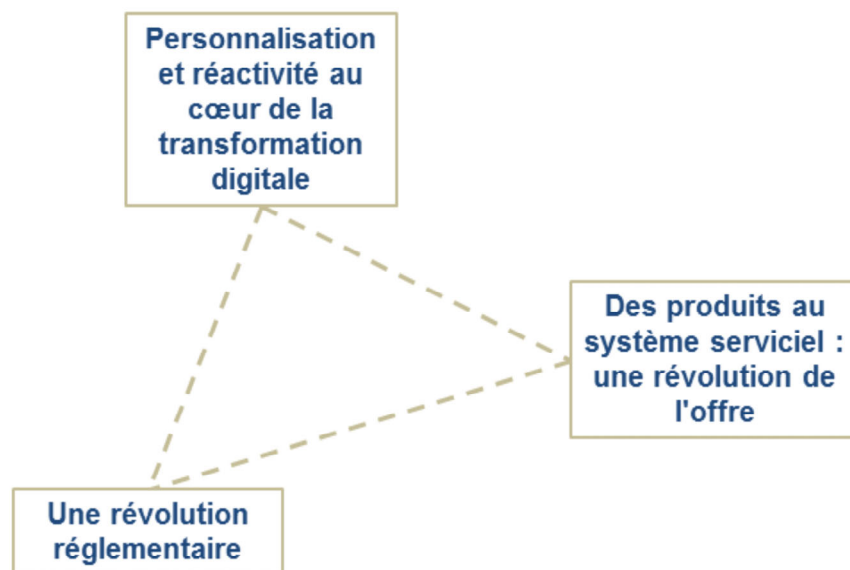 Personnalisation
et réactivité au
cœur de la
transformation
digitale
Des produits au
système serviciel :
une révolution de
l'offre
Une révolution
réglementaire